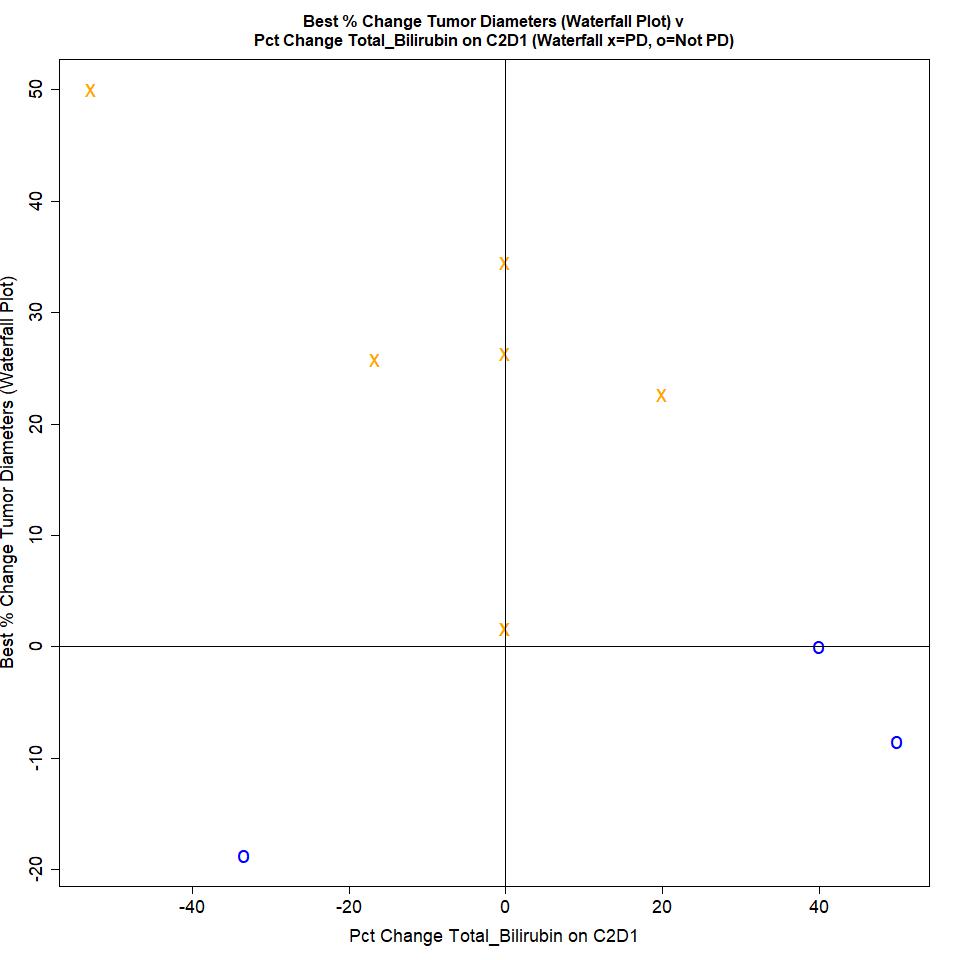 Best % Change Tumor Diameters (Waterfall Plot) v
Pct Change Total_Bilirubin on C2D1 (Waterfall x=PD, o=Not PD)
Best % Change Tumor Diameters (Waterfall Plot)
50
40
30
20
10
0
-10
-20
X
X
X
X
X
X
O
O
O
-40
-20
0
20
40
Pct Change Total_Bilirubin on C2D1